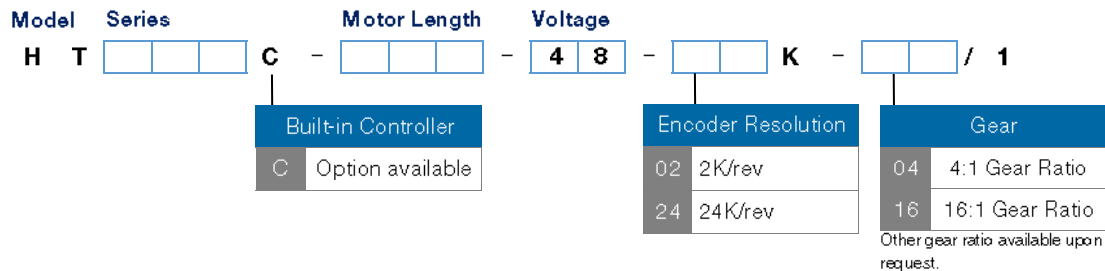 Model Series Motor Length Voltage
H T C - - 4 8 - K - / 1
Built-in Controller
C Option available
Encoder Resolution
02 2K/rev
24 24K/rev
Gear
04 4:1 Gear Ratio
16 16:1 Gear Ratio
Other gear ratio available upon
request.